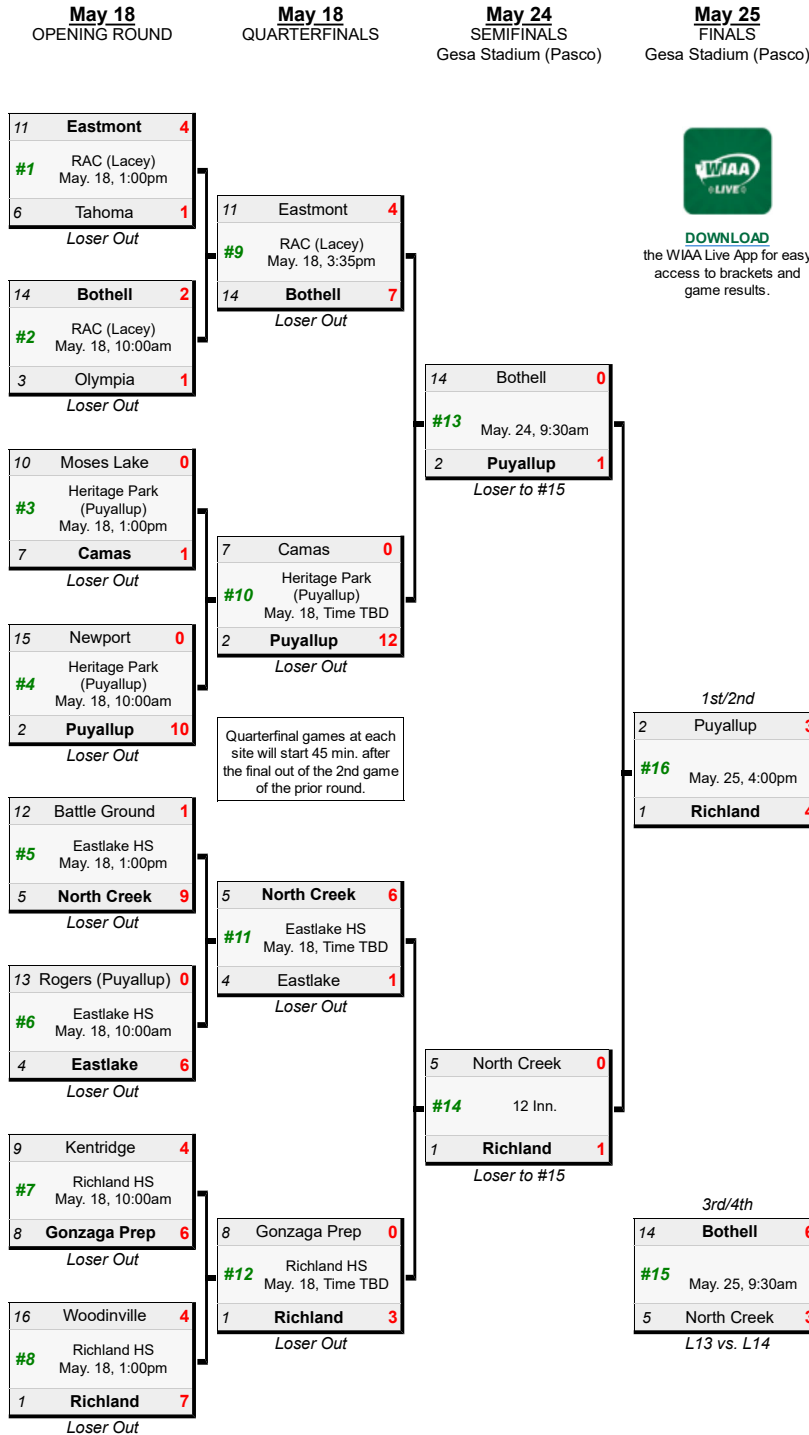 May 18
OPENING ROUND
May 18
QUARTERFINALS
May 24
SEMIFINALS
Gesa Stadium (Pasco)
May 25
FINALS
Gesa Stadium (Pasco)
11 Eastmont 4
#1 RAC (Lacey)
May. 18, 1:00pm
6 Tahoma 1
Loser Out
14 Bothell 2
#2 RAC (Lacey)
May. 18, 10:00am
3 Olympia 1
Loser Out
10 Moses Lake 0
#3 Heritage Park
(Puyallup)
May. 18, 1:00pm
7 Camas 1
Loser Out
15 Newport 0
#4 Heritage Park
(Puyallup)
May. 18, 10:00am
2 Puyallup 10
Loser Out
12 Battle Ground 1
#5 Eastlake HS
May. 18, 1:00pm
5 North Creek 9
Loser Out
13 Rogers (Puyallup) 0
#6 Eastlake HS
May. 18, 10:00am
4 Eastlake 6
Loser Out
9 Kentridge 4
#7 Richland HS
May. 18, 10:00am
8 Gonzaga Prep 6
Loser Out
16 Woodinville 4
#8 Richland HS
May. 18, 1:00pm
1 Richland 7
Loser Out
11 Eastmont 4
#9 RAC (Lacey)
May. 18, 3:35pm
14 Bothell 7
Loser Out
7 Camas 0
#10 Heritage Park
(Puyallup)
May. 18, Time TBD
2 Puyallup 12
Loser Out
Quarterfinal games at each
site will start 45 min. after
the final out of the 2nd game
of the prior round.
5 North Creek 6
#11 Eastlake HS
May. 18, Time TBD
4 Eastlake 1
Loser Out
8 Gonzaga Prep 0
#12 Richland HS
May. 18, Time TBD
1 Richland 3
Loser Out
14 Bothell 0
#13 May. 24, 9:30am
2 Puyallup 1
Loser to #15
5 North Creek 0
#14 12 Inn.
1 Richland 1
Loser to #15
WIAA
LIVE
DOWNLOAD
the WIAA Live App for easy
access to brackets and
game results.
1st/2nd
2 Puyallup 3
#16 May. 25, 4:00pm
1 Richland 4
3rd/4th
14 Bothell 6
#15 May. 25, 9:30am
5 North Creek 3
L13 vs. L14